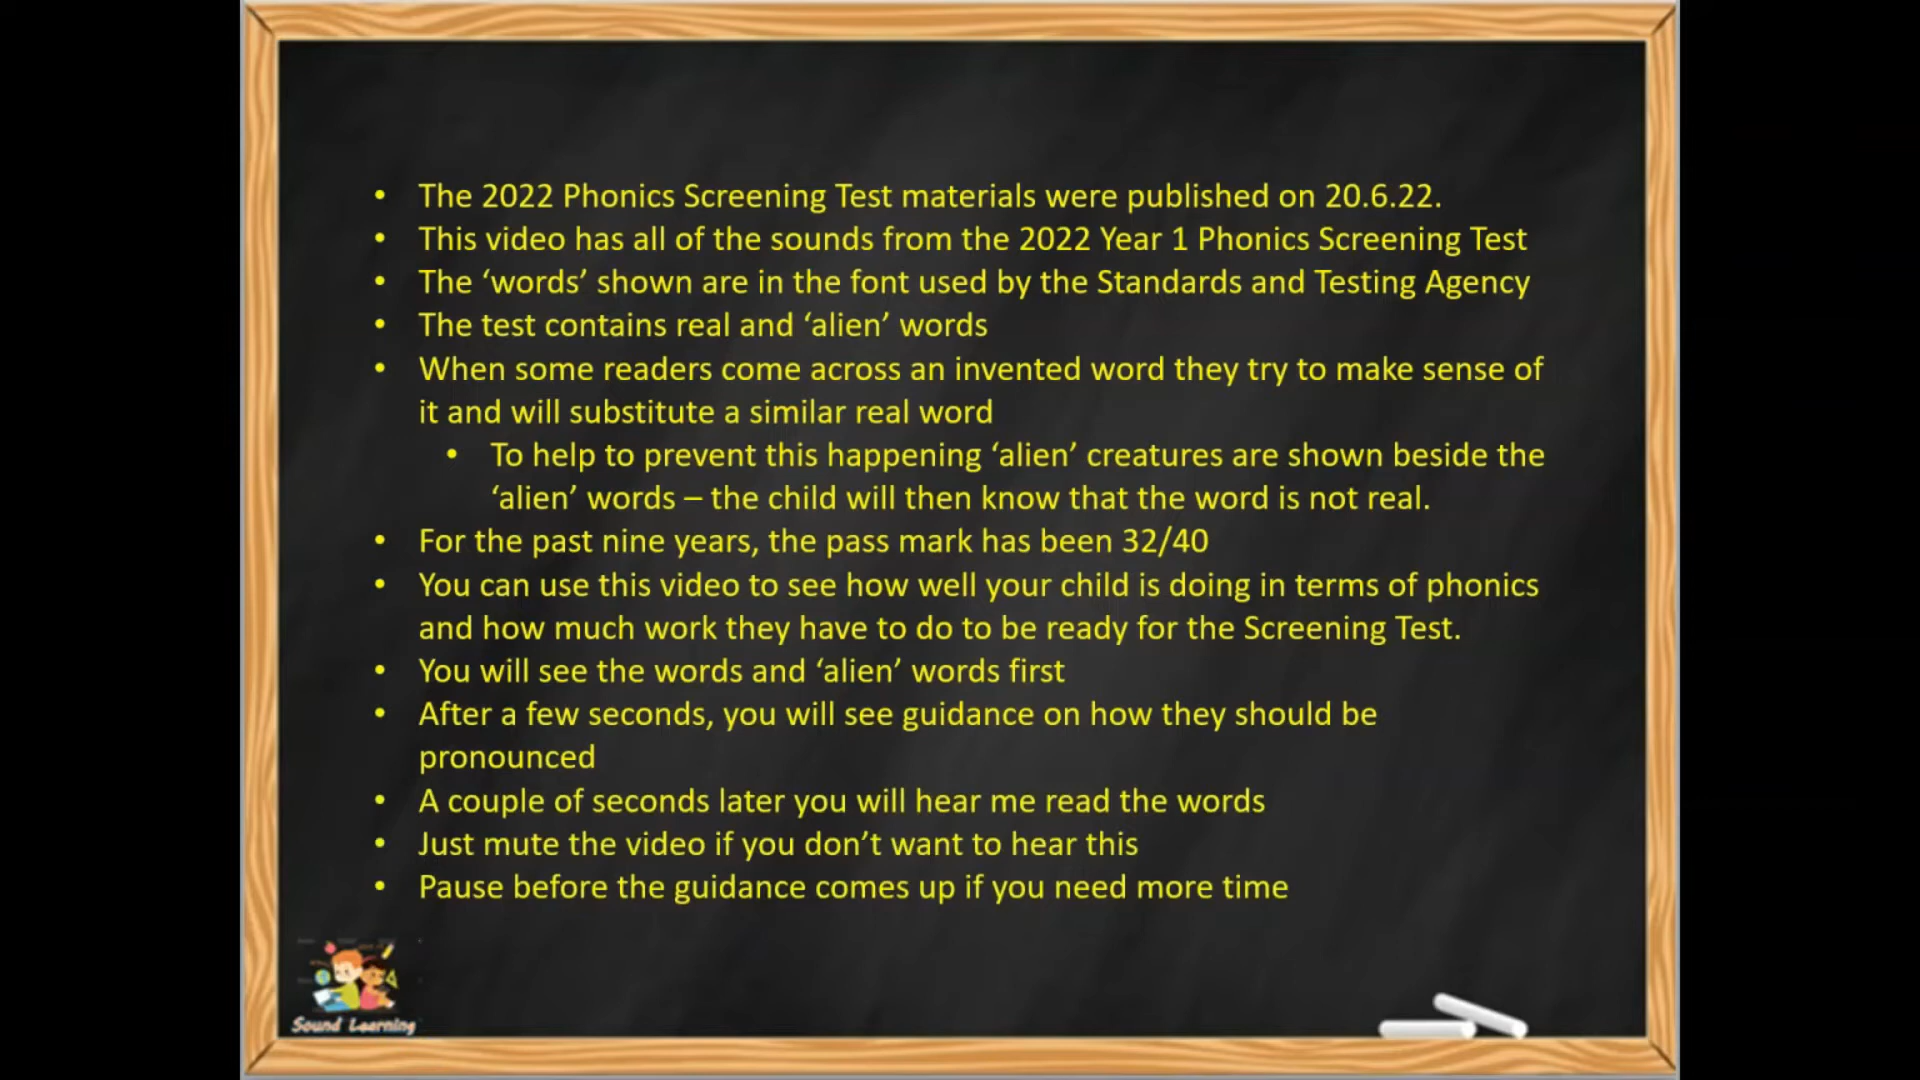 • The 2022 Phonics Screening Test materials were published on 20.6.22.
• This video has all of the sounds from the 2022 Year 1 Phonics Screening Test
• The ‘words’ shown are in the font used by the Standards and Testing Agency
• The test contains real and ‘alien’ words
• When some readers come across an invented word they try to make sense of
it and will substitute a similar real word
• To help to prevent this happening ‘alien’ creatures are shown beside the
‘alien’ words – the child will then know that the word is not real.
• For the past nine years, the pass mark has been 32/40
• You can use this video to see how well your child is doing in terms of phonics
and how much work they have to do to be ready for the Screening Test.
• You will see the words and ‘alien’ words first
• After a few seconds, you will see guidance on how they should be
pronounced
• A couple of seconds later you will hear me read the words
• Just mute the video if you don’t want to hear this
• Pause before the guidance comes up if you need more time
Sound Learning